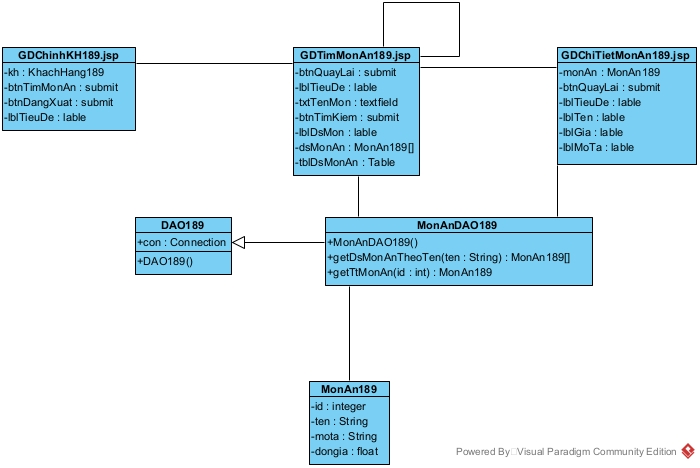 GDChinhKH189.jsp
-kh : KhachHang189
-btnTimMonAn : submit
-btnDangXuat : submit
-lblTieuDe : lable
GDTimMonAn189.jsp
-btnQuayLai : submit
-lblTieuDe : lable
-txtTenMon : textfield
-btnTimKiem : submit
-lblDsMon : lable
-dsMonAn : MonAn189[]
-tblDsMonAn : Table
GDChiTietMonAn189.jsp
-monAn : MonAn189
-btnQuayLai : submit
-lblTieuDe : lable
-lblTen : lable
-lblGia : lable
-lblMoTa : lable
DAO189
+con : Connection
+DAO189()
MonAnDAO189
+MonAnDAO189()
+getDsMonAnTheoTen(ten : String) : MonAn189[]
+getTtMonAn(id : int) : MonAn189
MonAn189
-id : integer
-ten : String
-mota : String
-dongia : float
Powered By Visual Paradigm Community Edition